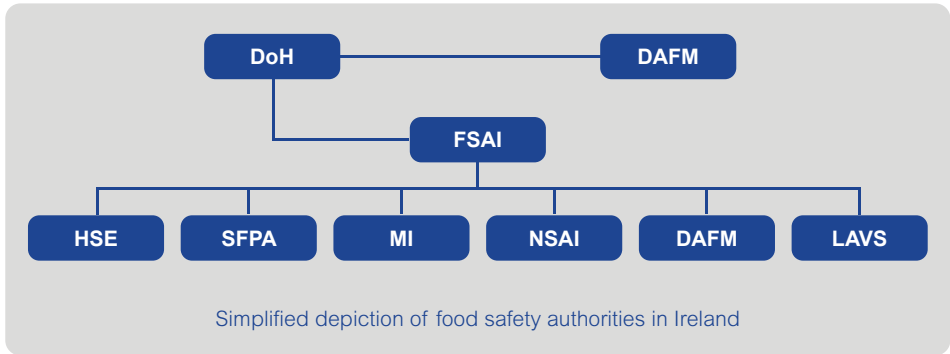 DoH
DAFM
FSAI
HSE
SFPA
MI
NSAI
DAFM
LAVS
Simplified depiction of food safety authorities in Ireland